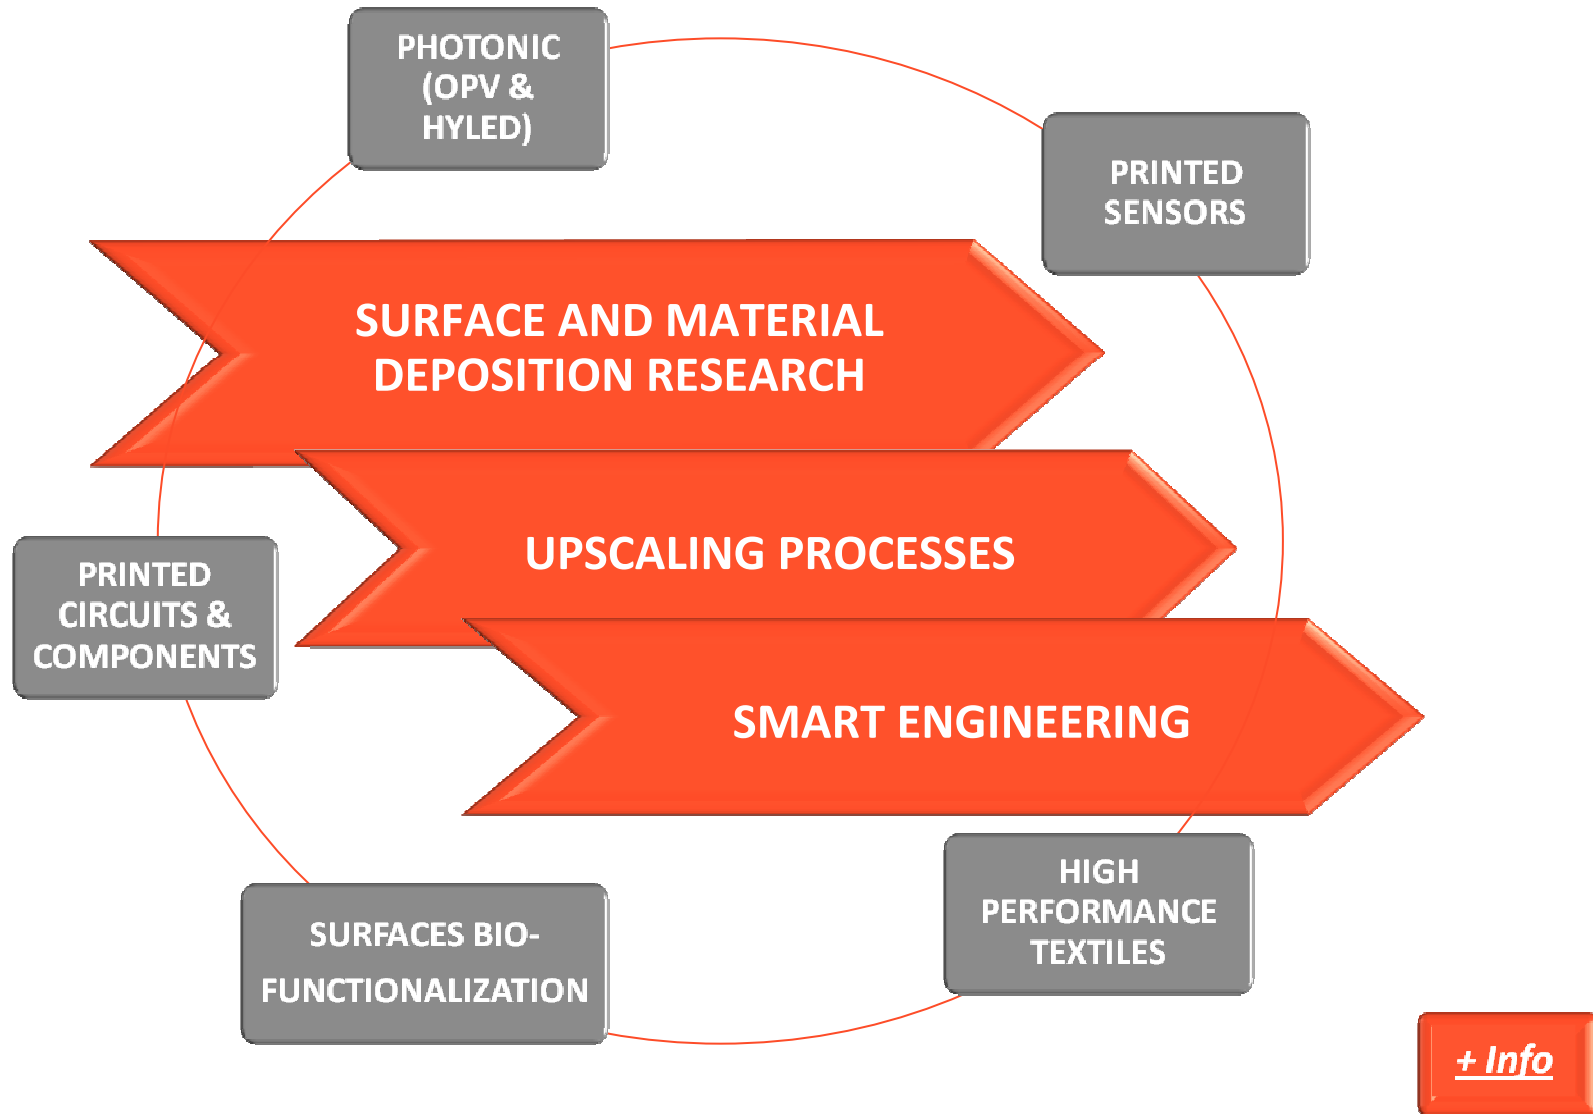 PHOTONIC
(OPV &
HYLED)
PRINTED
SENSORS
SURFACE AND MATERIAL
DEPOSITION RESEARCH
UPSCALING PROCESSES
PRINTED
CIRCUITS &
COMPONENTS
SMART ENGINEERING
HIGH
PERFORMANCE
TEXTILES
SURFACES BIO-
FUNCTIONALIZATION
+ Info